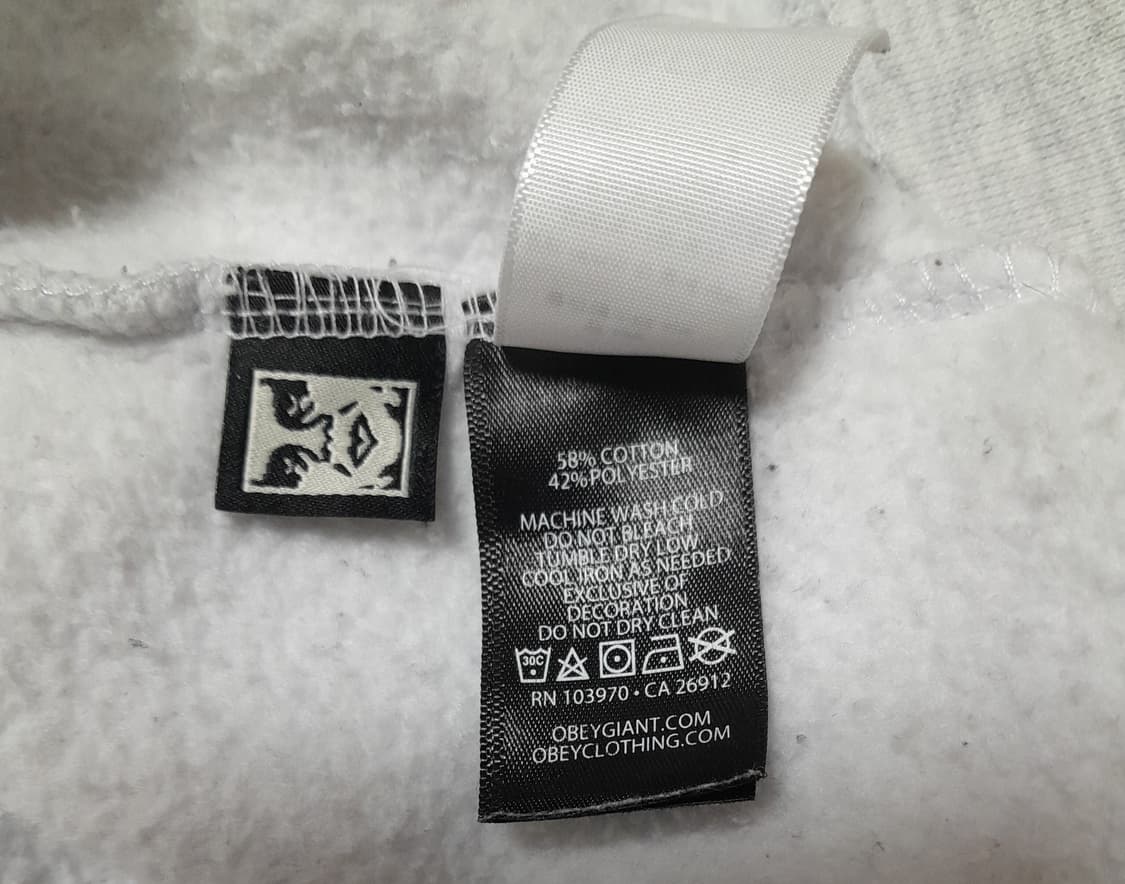 58% COTTON
42% POLYESTER
MACHINE WASH COLD
DO NOT BLEACH
TUMBLE DRY LOW
COOL IRON AS NEEDED
EXCLUSIVE OF
DECORATION
DO NOT DRY CLEAN
30C
RN 103970 • CA 26912
OBEYGIANT.COM
OBEYCLOTHING.COM